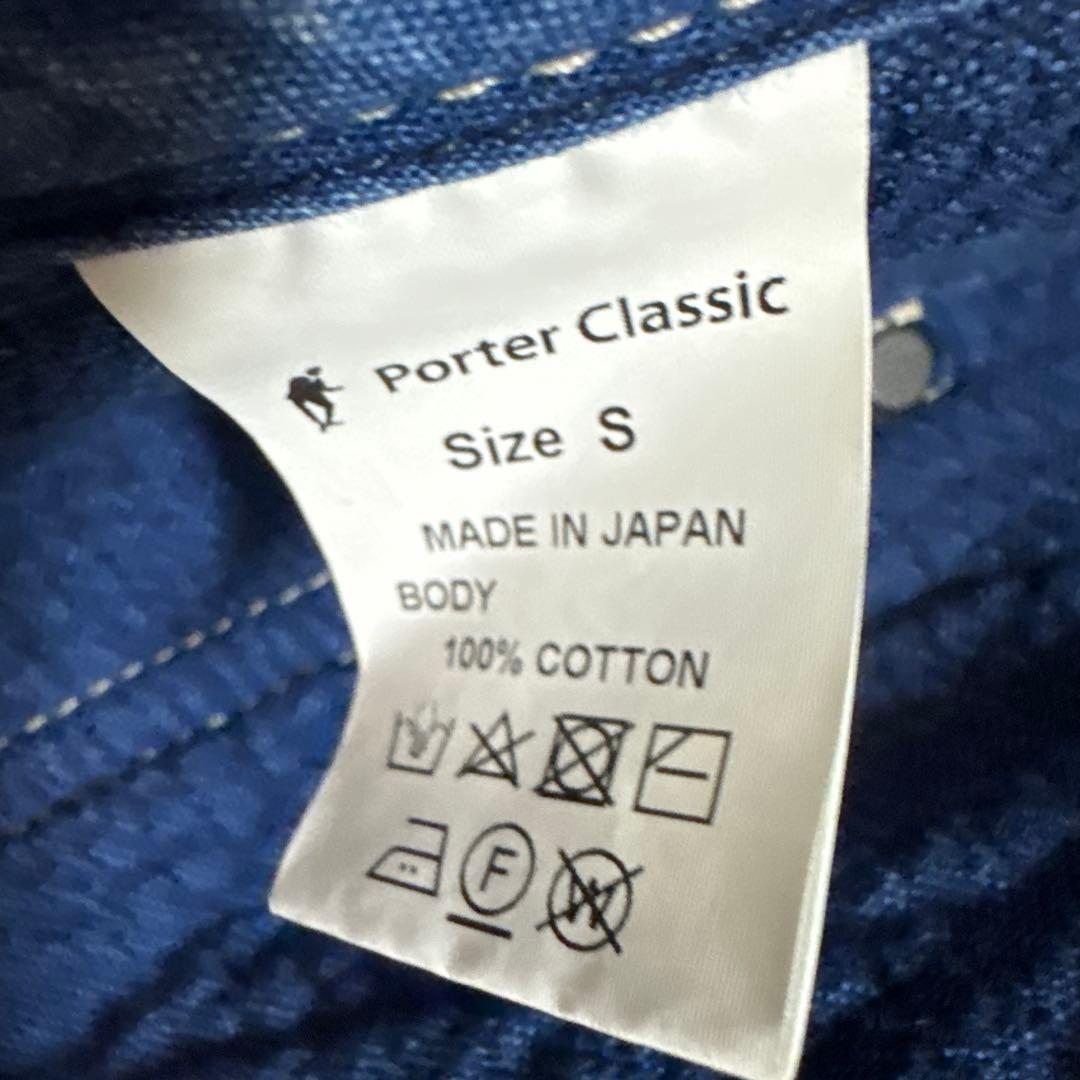 Porter Classic
Size S
MADE IN JAPAN
BODY
100% COTTON
F
W